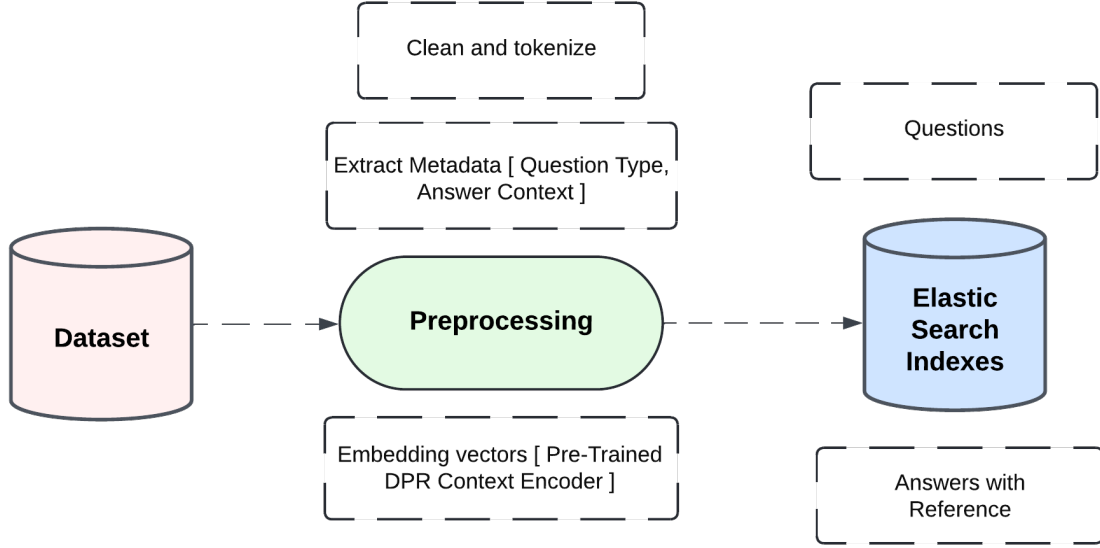 Clean and tokenize
Questions
Extract Metadata [ Question Type,
Answer Context ]
Dataset
Preprocessing
Elastic
Search
Indexes
Embedding vectors [ Pre-Trained
DPR Context Encoder ]
Answers with
Reference